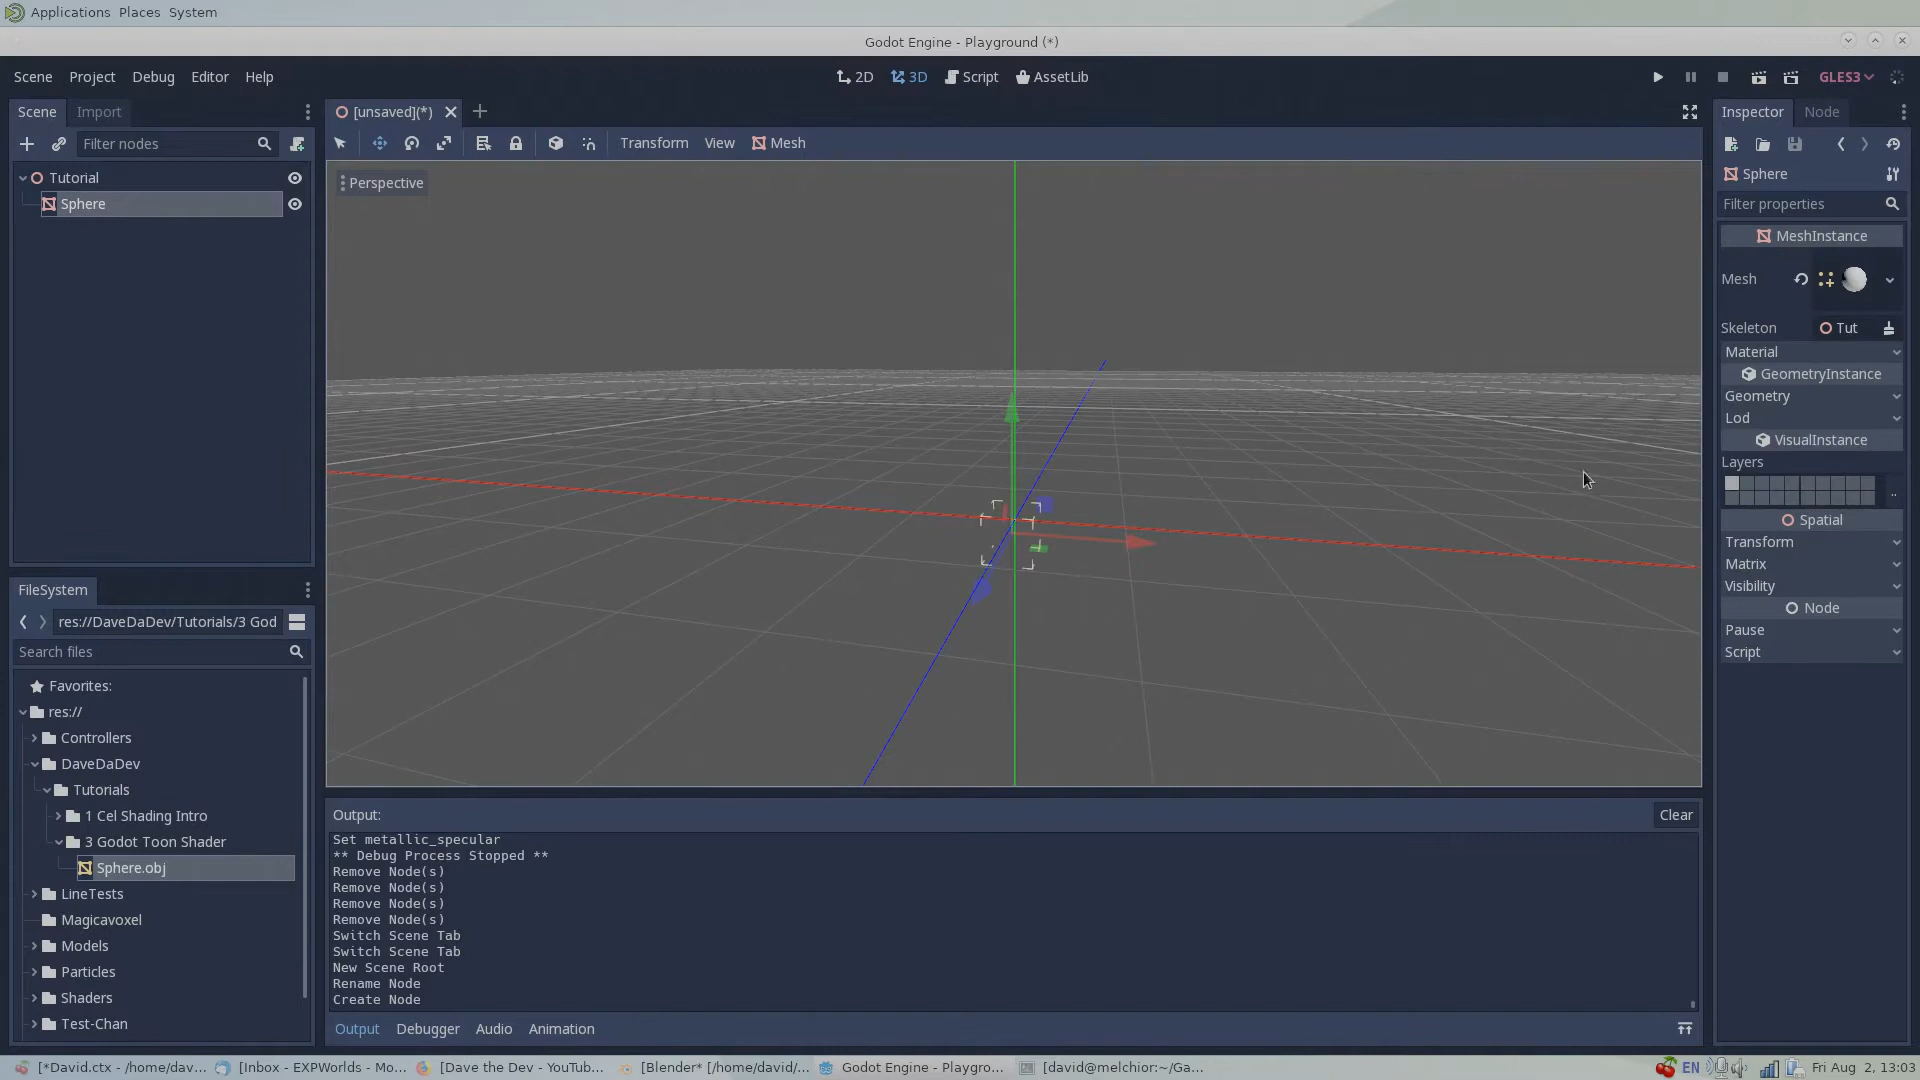 Applications Places System
Godot Engine - Playground (*)
Scene Project Debug Editor Help
2D 3D Script AssetLib
GLES3
Scene Import
[unsaved](*)
Inspector Node
Filter nodes
Transform View Mesh
Tutorial
Sphere
Perspective
Sphere
Filter properties
MeshInstance
Mesh
Skeleton Tut
Material
GeometryInstance
Geometry
Lod
VisualInstance
Layers
..
Spatial
Transform
Matrix
Visibility
Node
Pause
Script
FileSystem
res://DaveDaDev/Tutorials/3 God
Search files
Favorites:
res://
Controllers
DaveDaDev
Tutorials
1 Cel Shading Intro
3 Godot Toon Shader
Sphere.obj
LineTests
Magicavoxel
Models
Particles
Shaders
Test-Chan
Output:
Clear
Set metallic_specular
** Debug Process Stopped **
Remove Node(s)
Remove Node(s)
Remove Node(s)
Remove Node(s)
Switch Scene Tab
Switch Scene Tab
New Scene Root
Rename Node
Create Node
Output Debugger Audio Animation
[*David.ctx - /home/dav... [Inbox - EXPWorlds - Mo... [Dave the Dev - YouTub... [Blender* [/home/david/... Godot Engine - Playgro... [david@melchior:~/Ga...
EN Fri Aug 2, 13:03